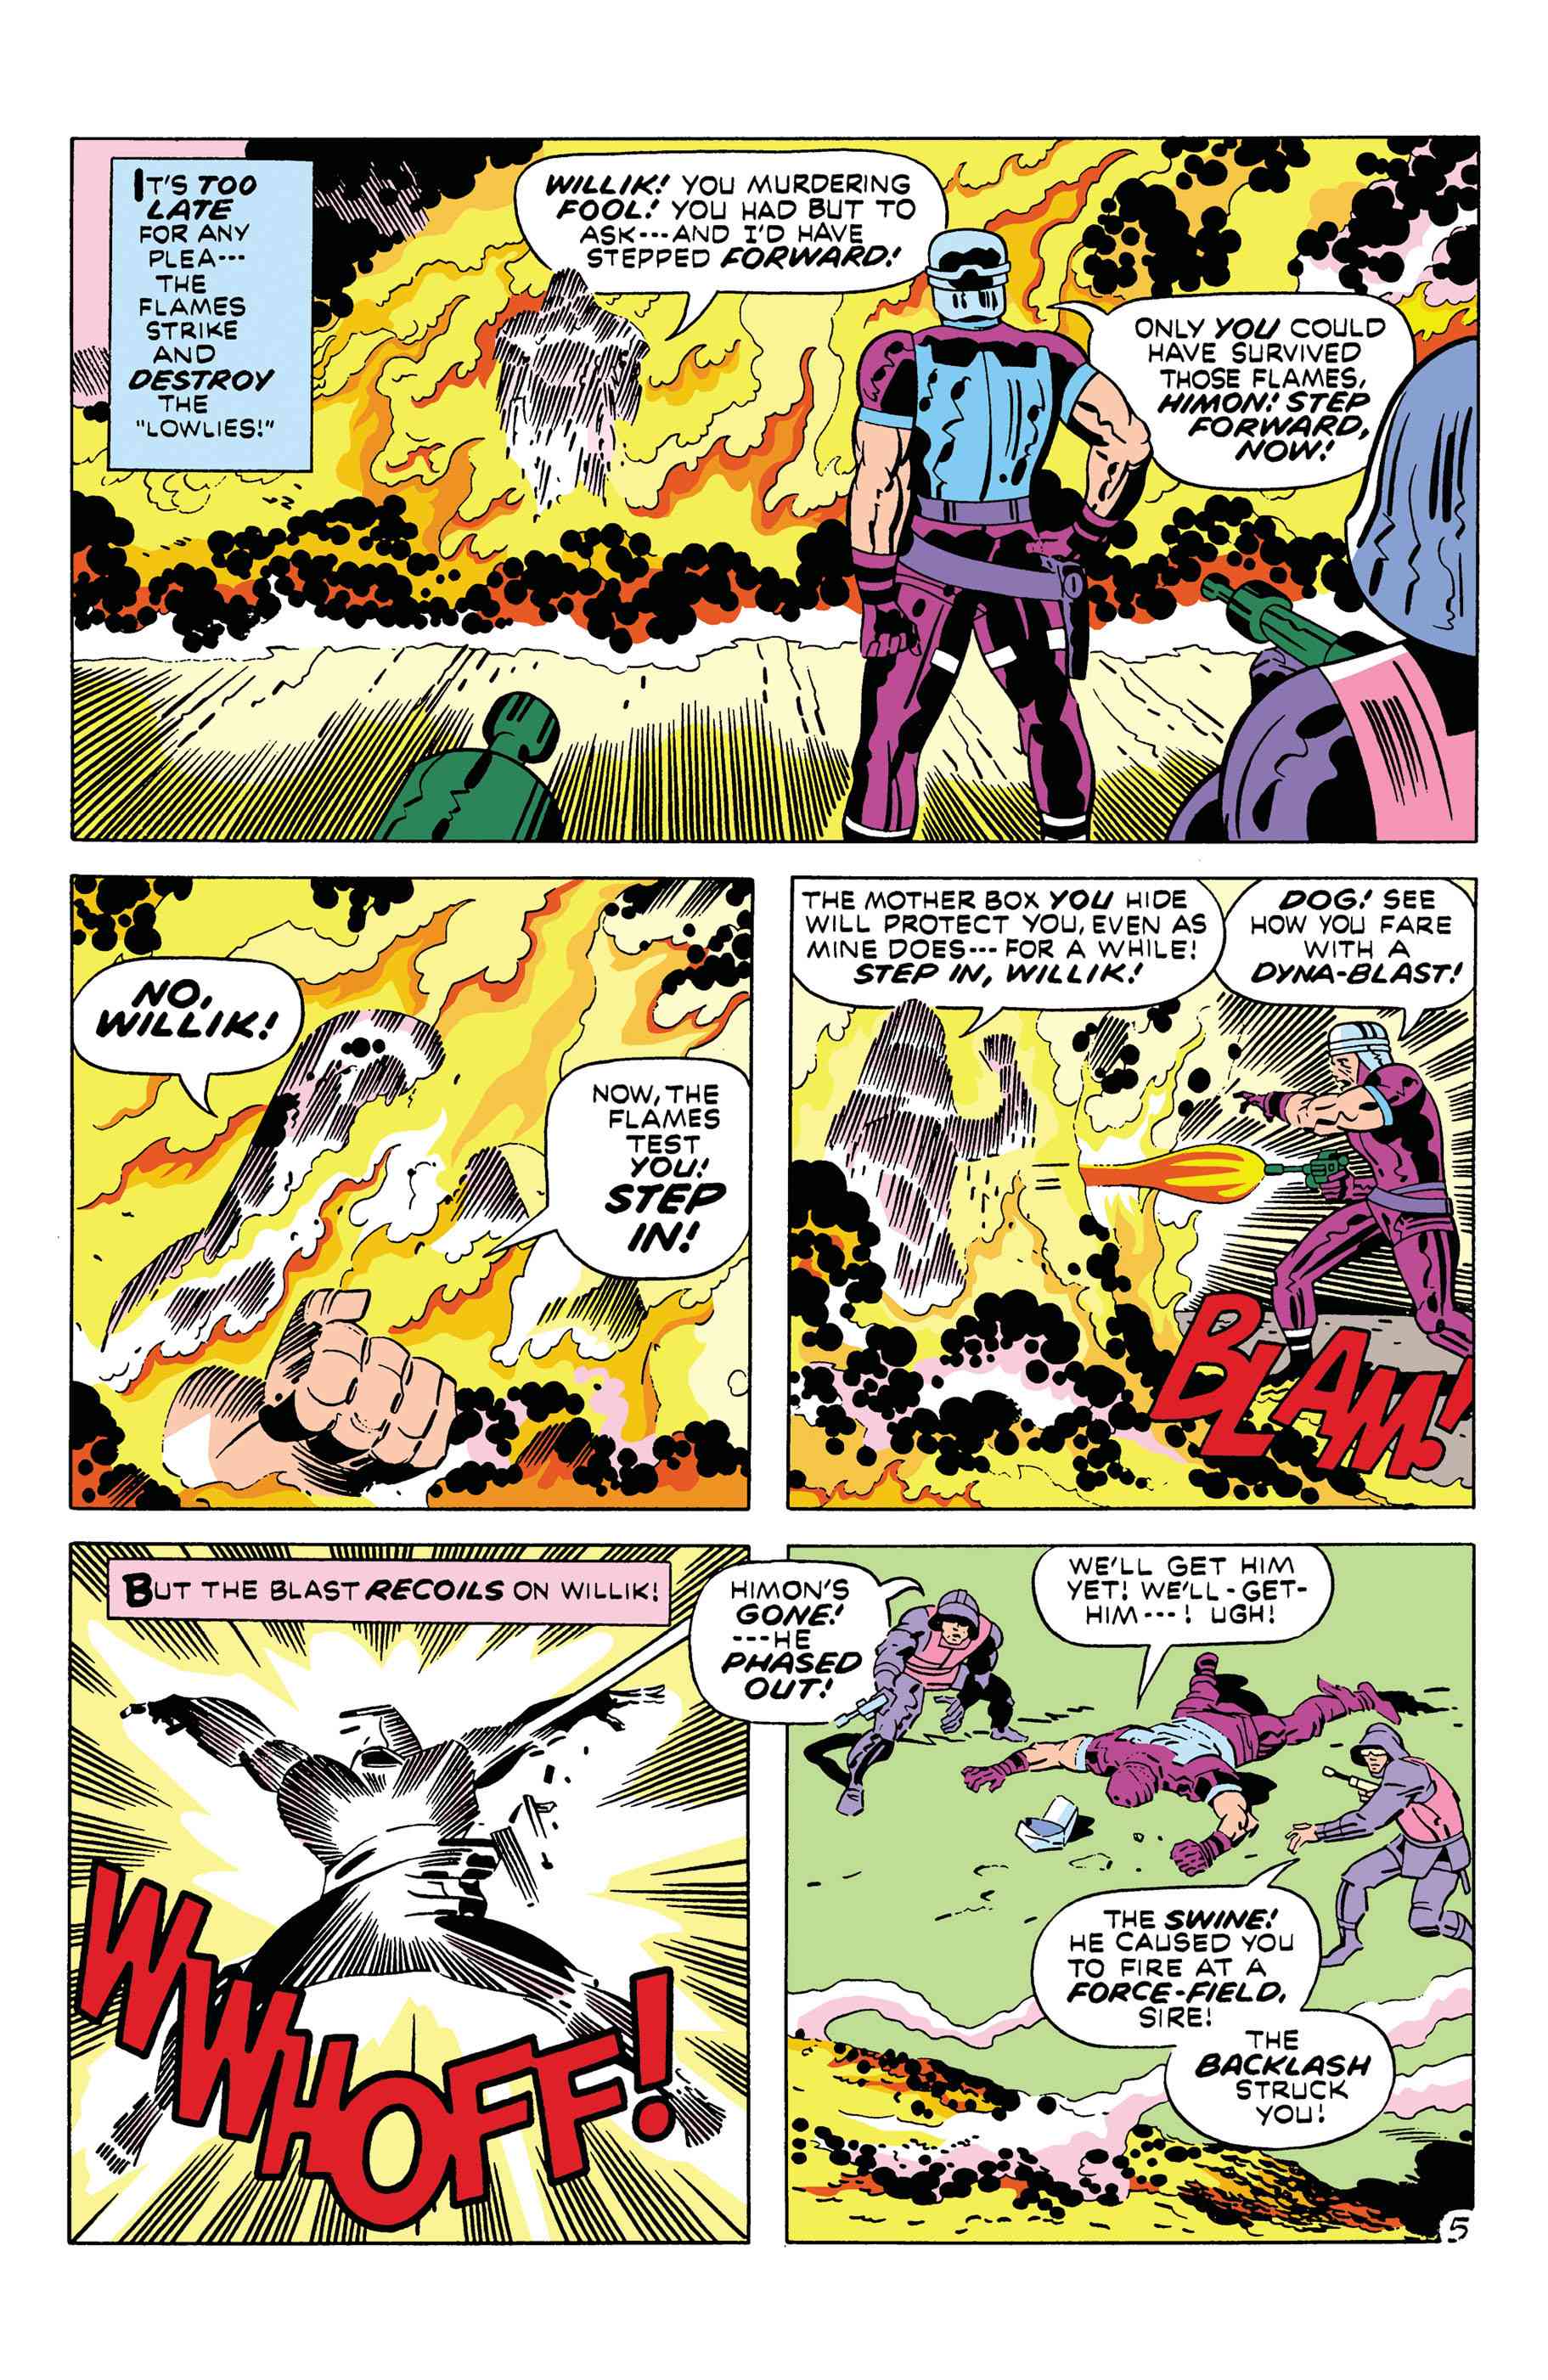 IT'S TOO
LATE
FOR ANY
PLEA---
THE
FLAMES
STRIKE
AND
DESTROY
THE
"LOWLIES!"
WILLIK! YOU MURDERING
FOOL! YOU HAD BUT TO
ASK---AND I'D HAVE
STEPPED FORWARD!
ONLY YOU COULD
HAVE SURVIVED
THOSE FLAMES,
HIMON! STEP
FORWARD,
NOW!
NO,
WILLIK!
NOW, THE
FLAMES
TEST
YOU!
STEP
IN!
THE MOTHER BOX YOU HIDE
WILL PROTECT YOU, EVEN AS
MINE DOES---FOR A WHILE!
STEP IN, WILLIK!
DOG! SEE
HOW YOU FARE
WITH A
DYNA-BLAST!
BLAM!
BUT THE BLAST RECOILS ON WILLIK!
WWHOFF!
HIMON'S
GONE!
---HE
PHASED
OUT!
WE'LL GET HIM
YET! WE'LL-GET-
HIM---! UGH!
THE SWINE!
HE CAUSED YOU
TO FIRE AT A
FORCE-FIELD,
SIRE!
THE
BACKLASH
STRUCK
YOU!
5